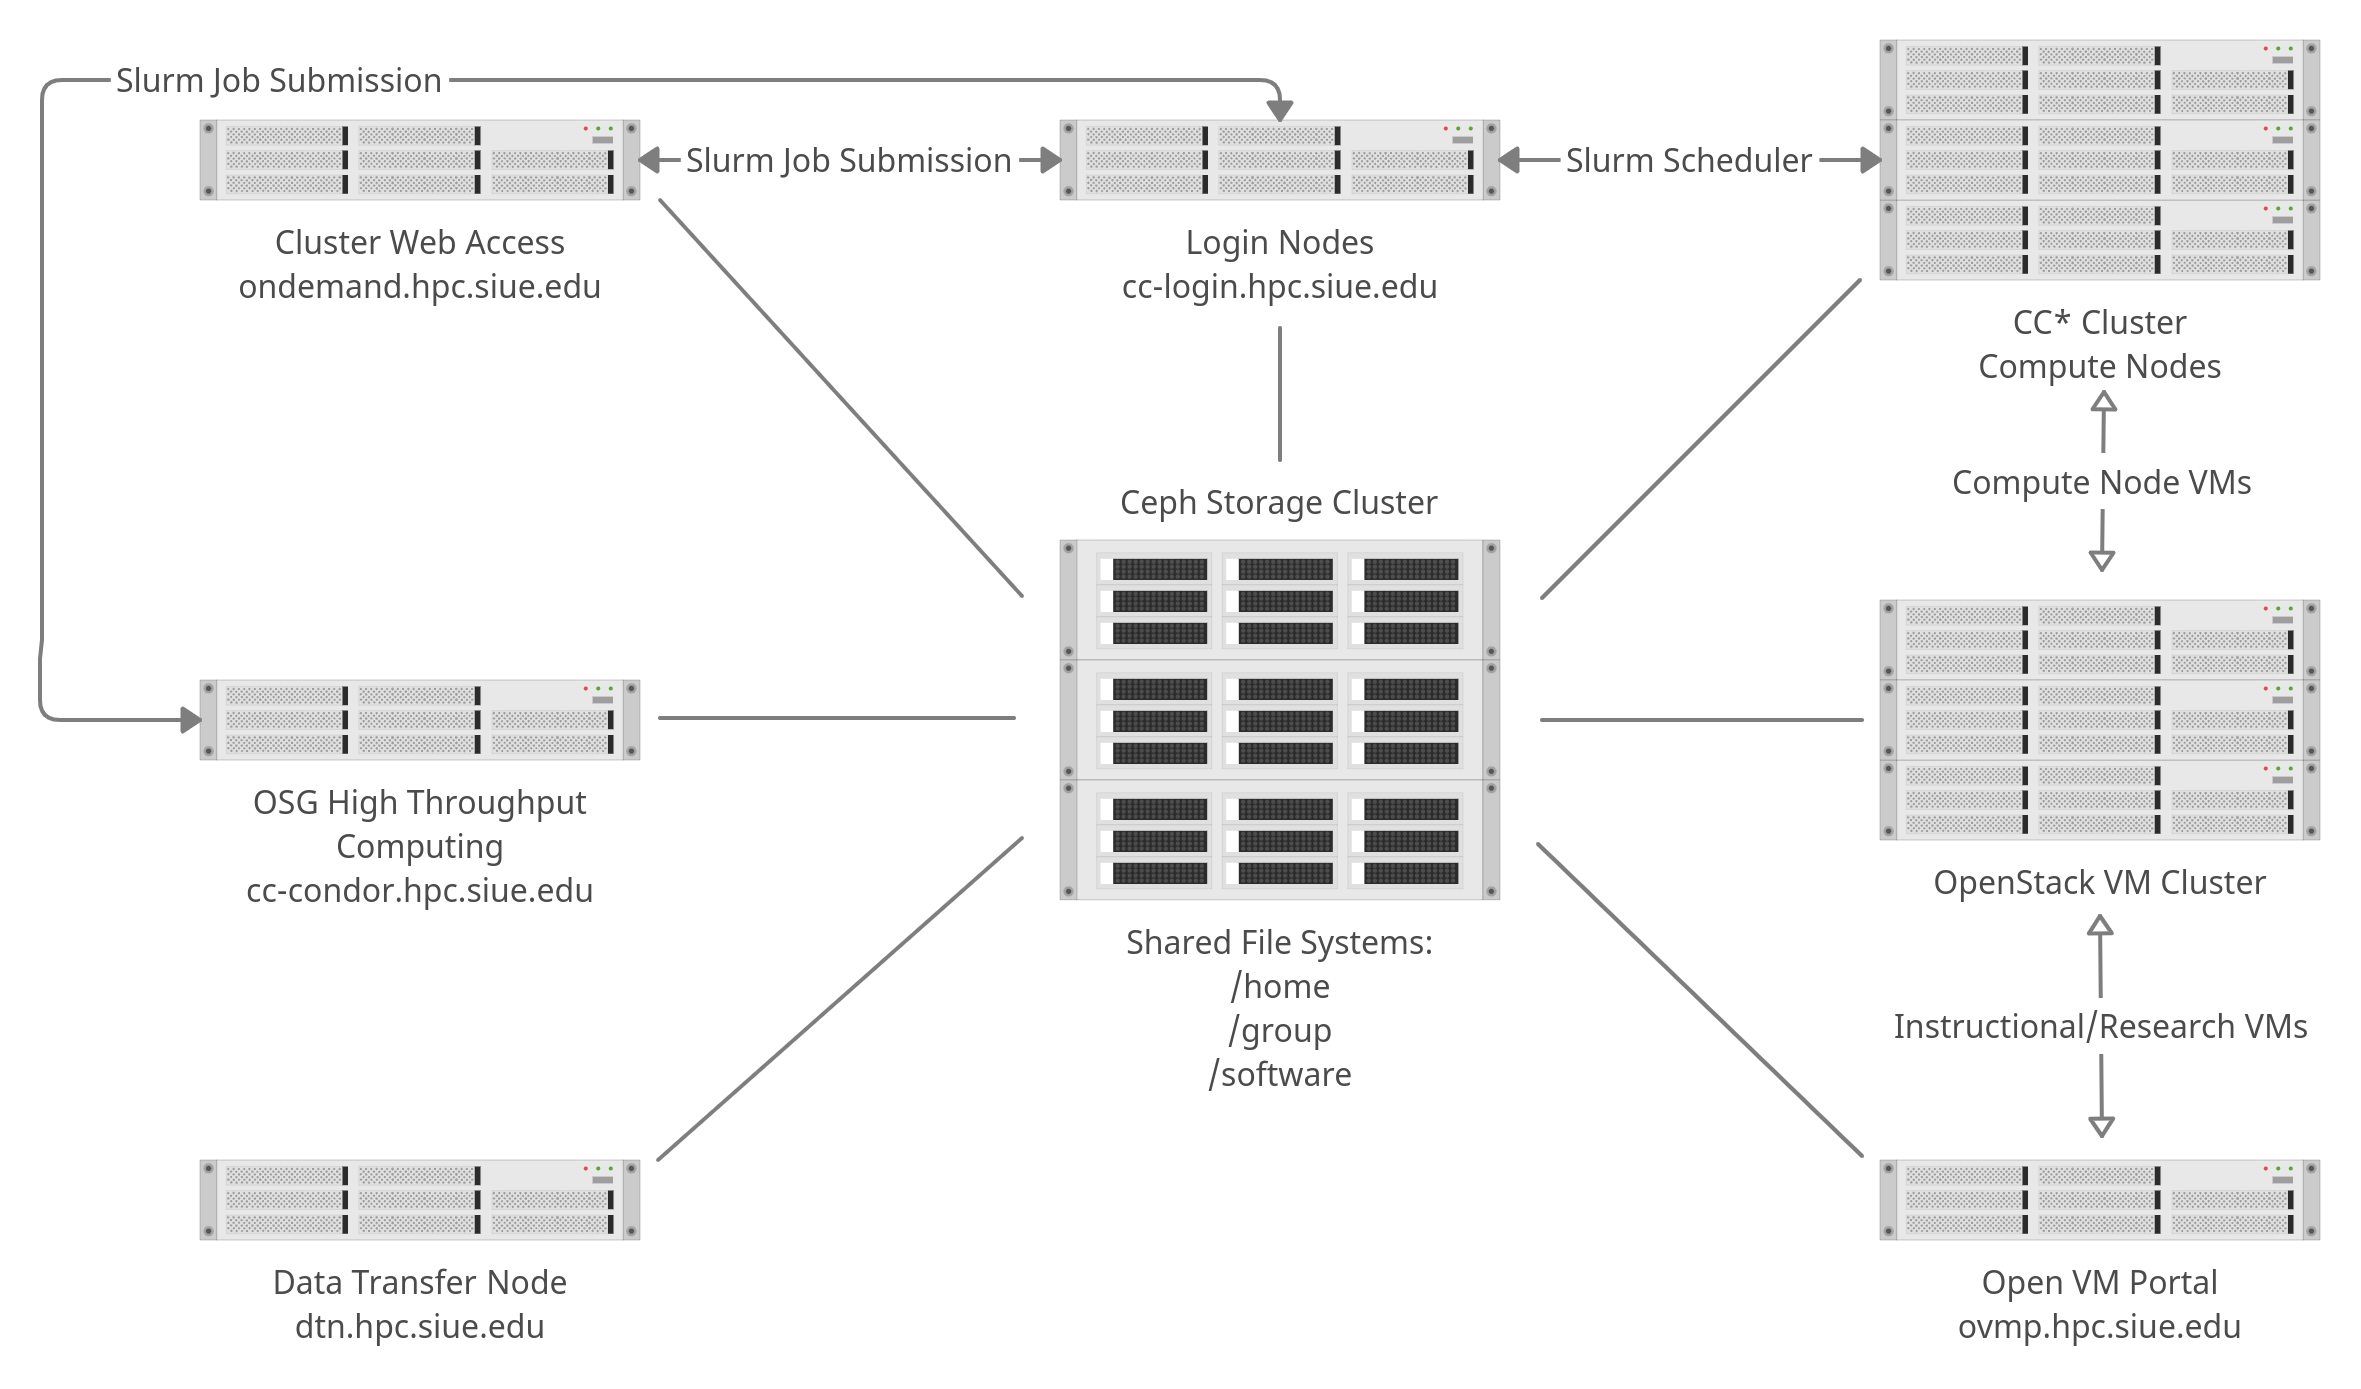 Slurm Job Submission
Slurm Job Submission
Slurm Scheduler
Cluster Web Access
ondemand.hpc.siue.edu
Login Nodes
cc-login.hpc.siue.edu
CC* Cluster
Compute Nodes
Compute Node VMs
Ceph Storage Cluster
OSG High Throughput
Computing
cc-condor.hpc.siue.edu
OpenStack VM Cluster
Shared File Systems:
/home
/group
/software
Instructional/Research VMs
Data Transfer Node
dtn.hpc.siue.edu
Open VM Portal
ovmp.hpc.siue.edu